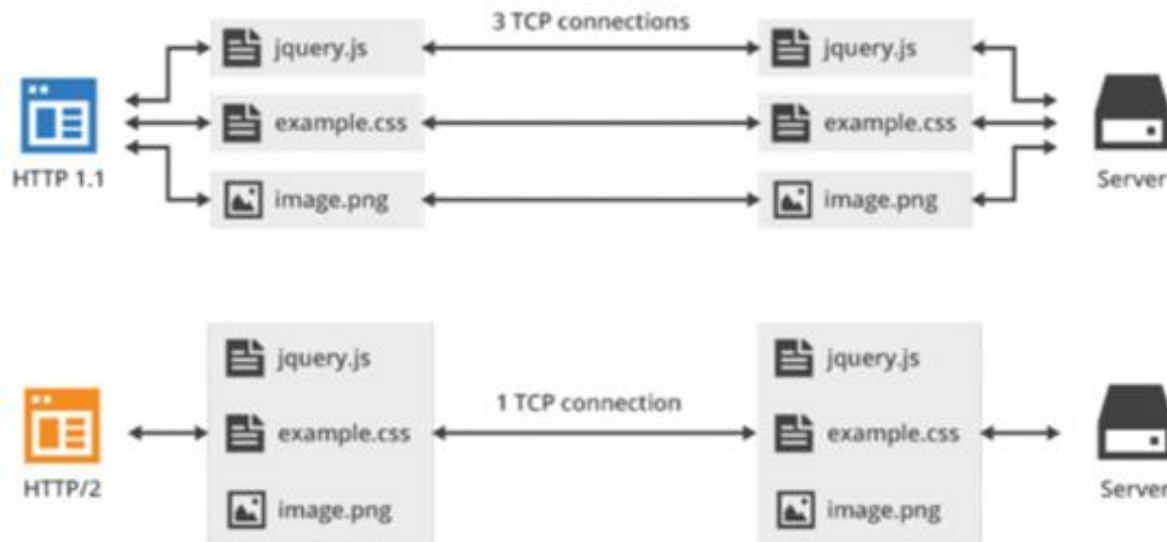 3 TCP connections
jquery.js jquery.js
example.css example.css
HTTP 1.1 Server
image.png image.png
jquery.js jquery.js
1 TCP connection
example.css example.css
HTTP/2 Server
image.png image.png